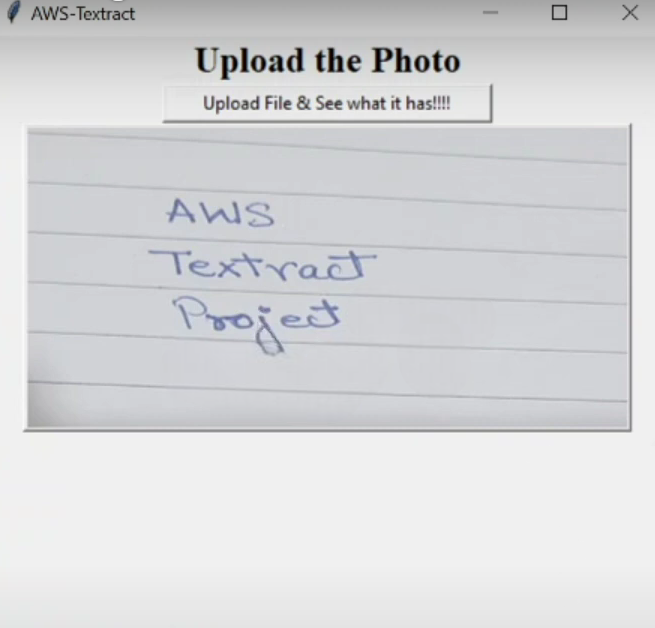 AWS-Textract
Upload the Photo
Upload File & See what it has!!!!
AWS
Textract
Project